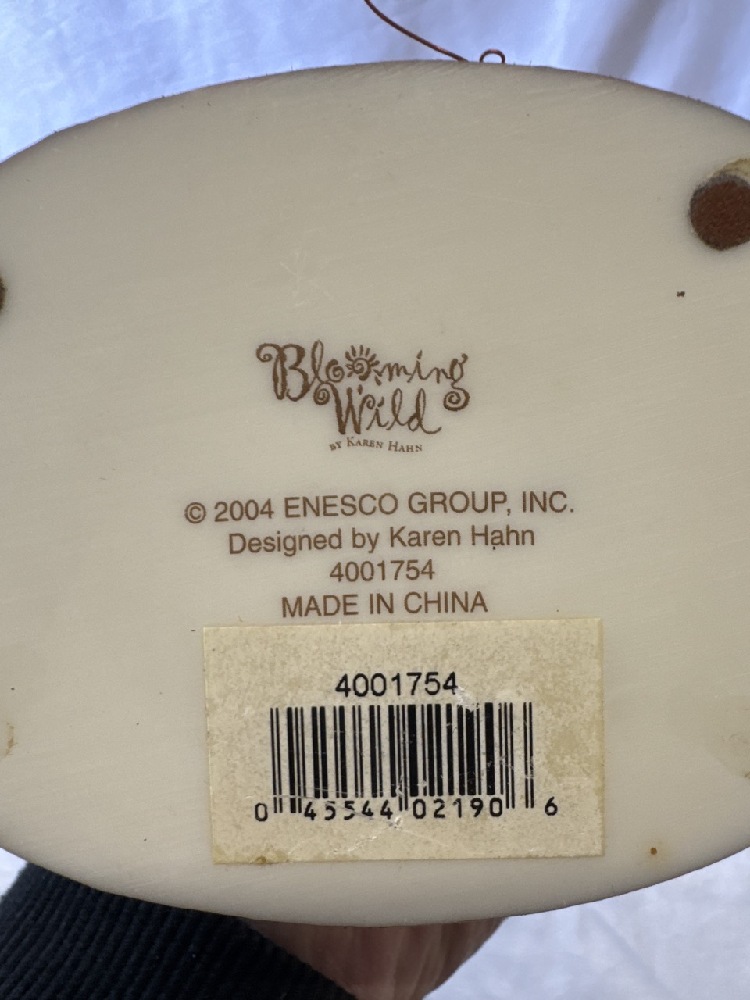 Blooming
Wild
BY KAREN HAHN
© 2004 ENESCO GROUP, INC.
Designed by Karen Hahn
4001754
MADE IN CHINA
4001754
0 45544 02190 6